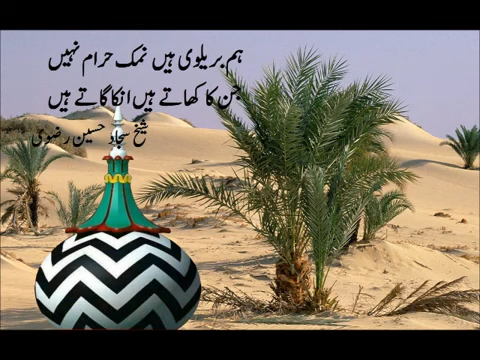 ہم بریلوی ہیں نمک حرام نہیں
جن کا کھاتے ہیں انکا گاتے ہیں
شیخ سجاد حسین رضوی